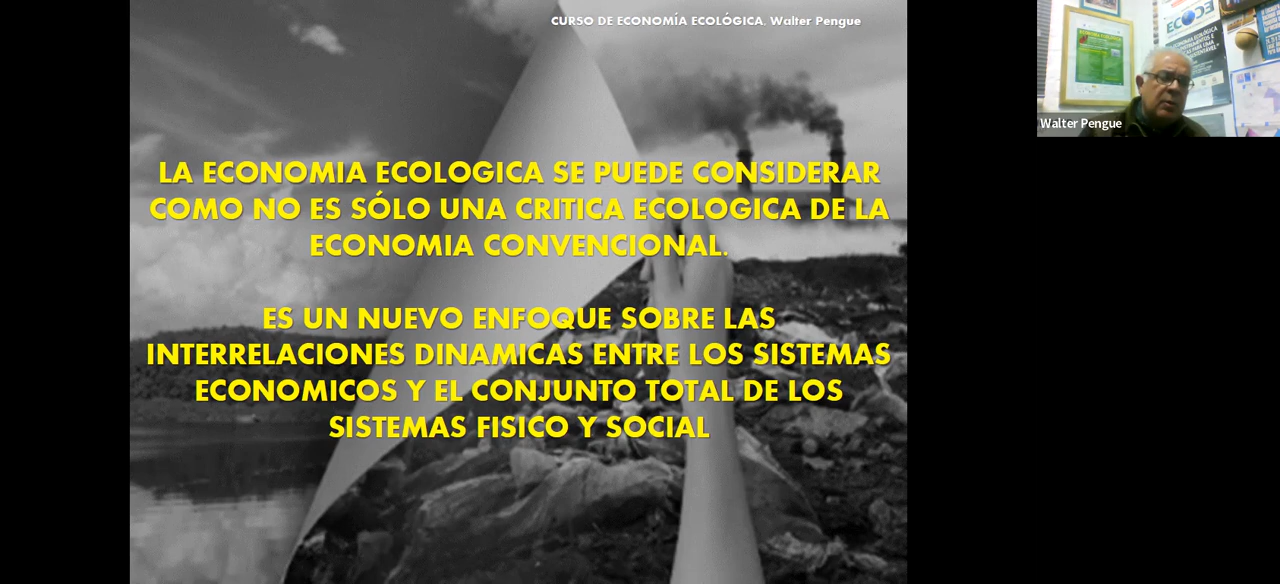 CURSO DE ECONOMÍA ECOLÓGICA. Walter Pengue
LA ECONOMIA ECOLOGICA SE PUEDE CONSIDERAR
COMO NO ES SÓLO UNA CRITICA ECOLOGICA DE LA
ECONOMIA CONVENCIONAL.
ES UN NUEVO ENFOQUE SOBRE LAS
INTERRELACIONES DINAMICAS ENTRE LOS SISTEMAS
ECONOMICOS Y EL CONJUNTO TOTAL DE LOS
SISTEMAS FISICO Y SOCIAL
Walter Pengue